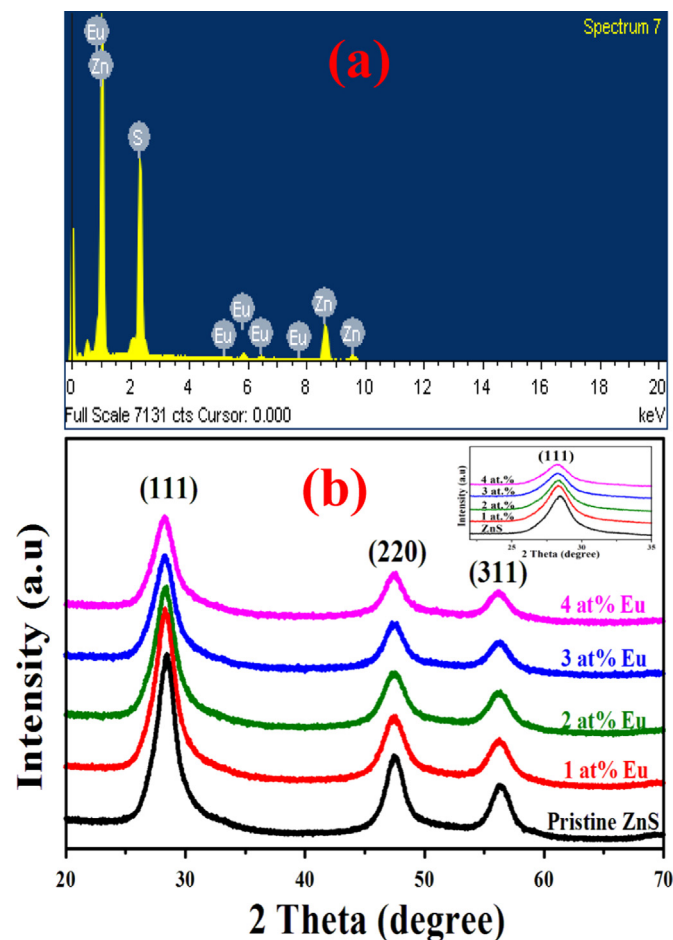 Spectrum 7
(a)
Eu
Zn
S
Eu
Eu
Eu
Eu
Zn
Zn
0 2 4 6 8 10 12 14 16 18 20
Full Scale 7131 cts Cursor: 0.000 keV
(b)
(111)
(220)
(311)
4 at% Eu
3 at% Eu
2 at% Eu
1 at% Eu
Pristine ZnS
Intensity (a.u)
20 30 40 50 60 70
2 Theta (degree)
(111)
4 at.%
3 at.%
2 at.%
1 at.%
ZnS
Intensity (a.u)
25 30 35
2 Theta (degree)